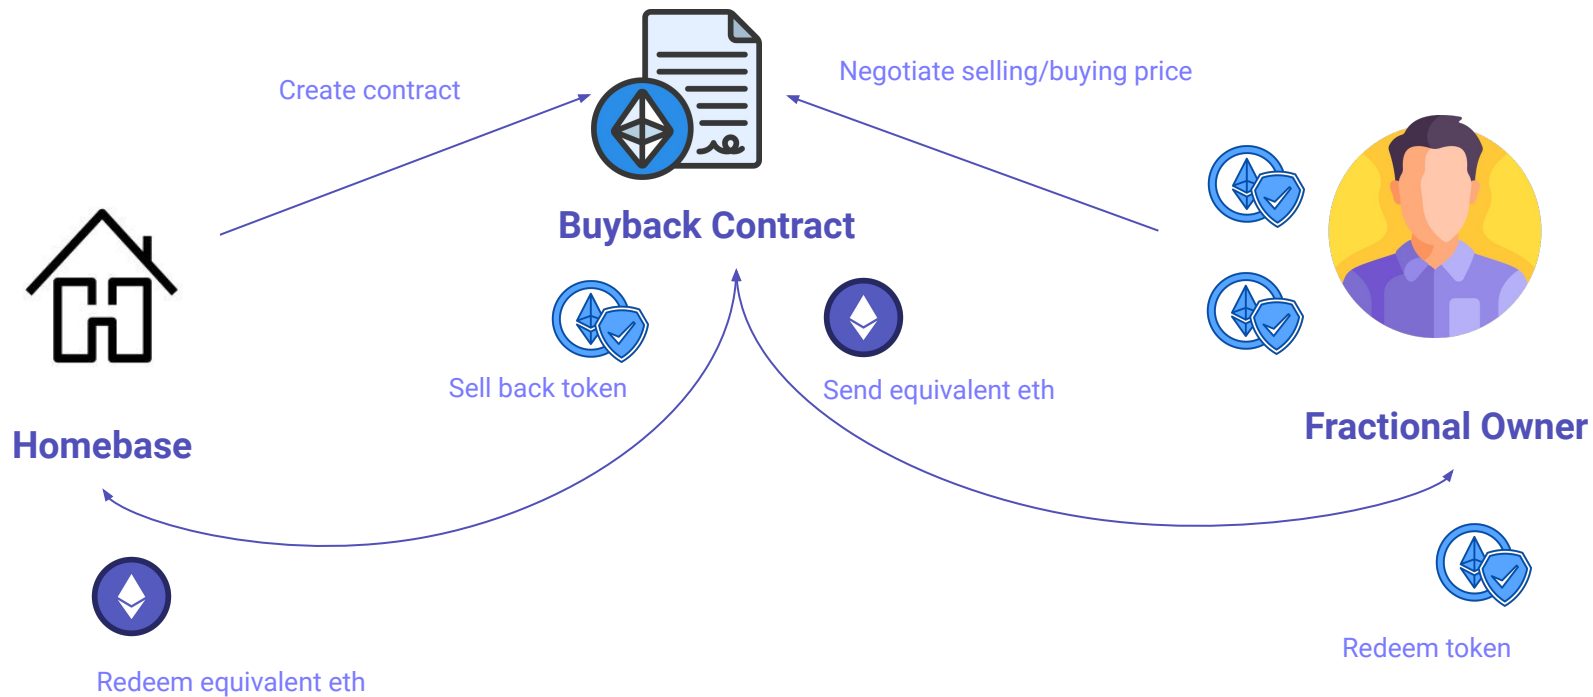 Create contract
Negotiate selling/buying price
Buyback Contract
Sell back token
Send equivalent eth
Homebase
Fractional Owner
Redeem equivalent eth
Redeem token